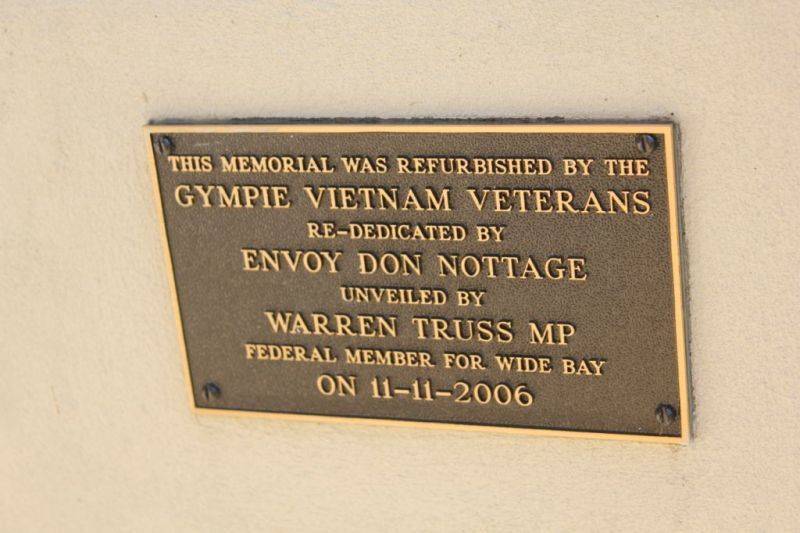 THIS MEMORIAL WAS REFURBISHED BY THE
GYMPIE VIETNAM VETERANS
RE-DEDICATED BY
ENVOY DON NOTTAGE
UNVEILED BY
WARREN TRUSS MP
FEDERAL MEMBER FOR WIDE BAY
ON 11-11-2006